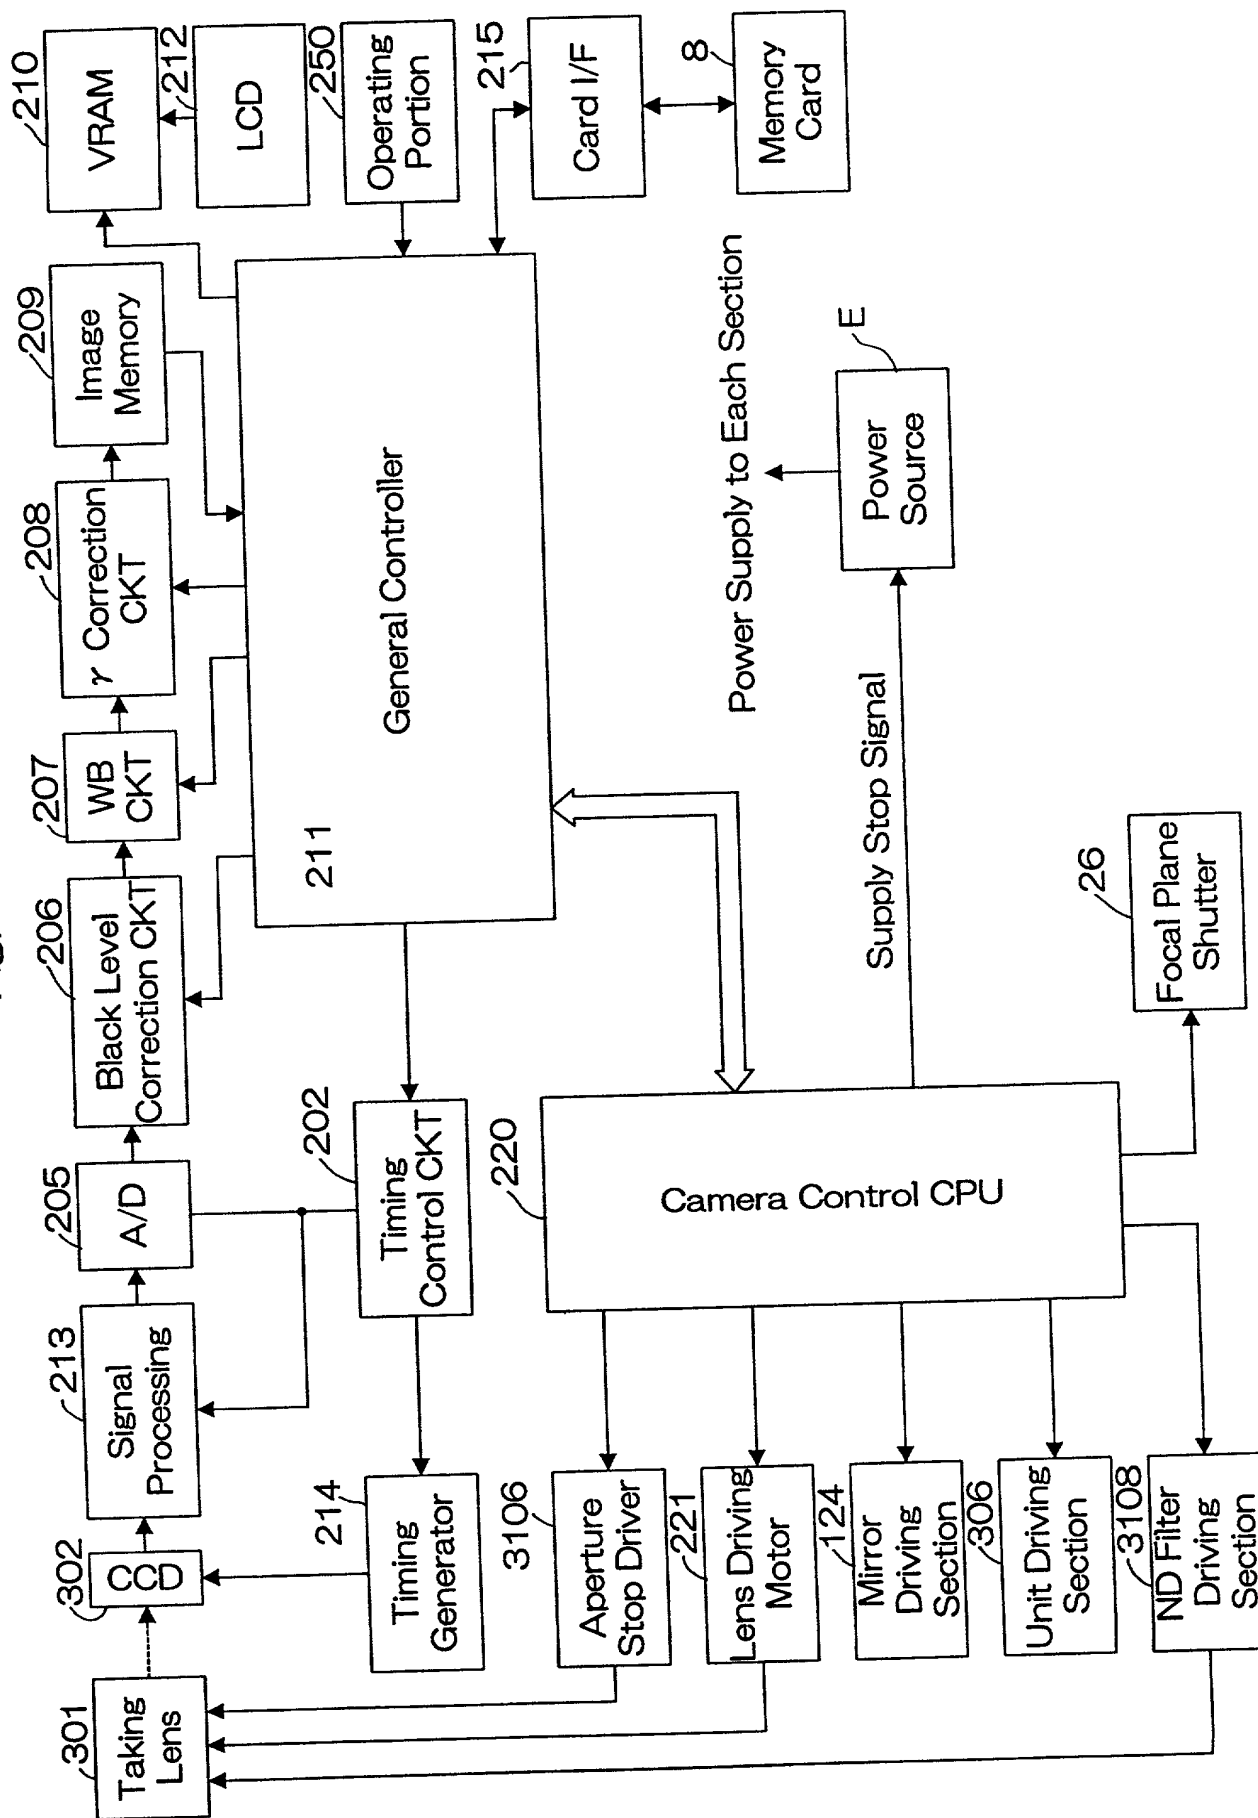 301
Taking
Lens
302
CCD
213
Signal
Processing
205
A/D
206
Black Level
Correction CKT
207
WB
CKT
208
γ Correction
CKT
209
Image
Memory
210
VRAM
212
LCD
250
Operating
Portion
215
Card I/F
8
Memory
Card
211
General Controller
202
Timing
Control CKT
214
Timing
Generator
3106
Aperture
Stop Driver
221
Lens Driving
Motor
124
Mirror
Driving
Section
306
Unit Driving
Section
3108
ND Filter
Driving
Section
220
Camera Control CPU
26
Focal Plane
Shutter
Supply Stop Signal
Power Supply to Each Section
E
Power
Source